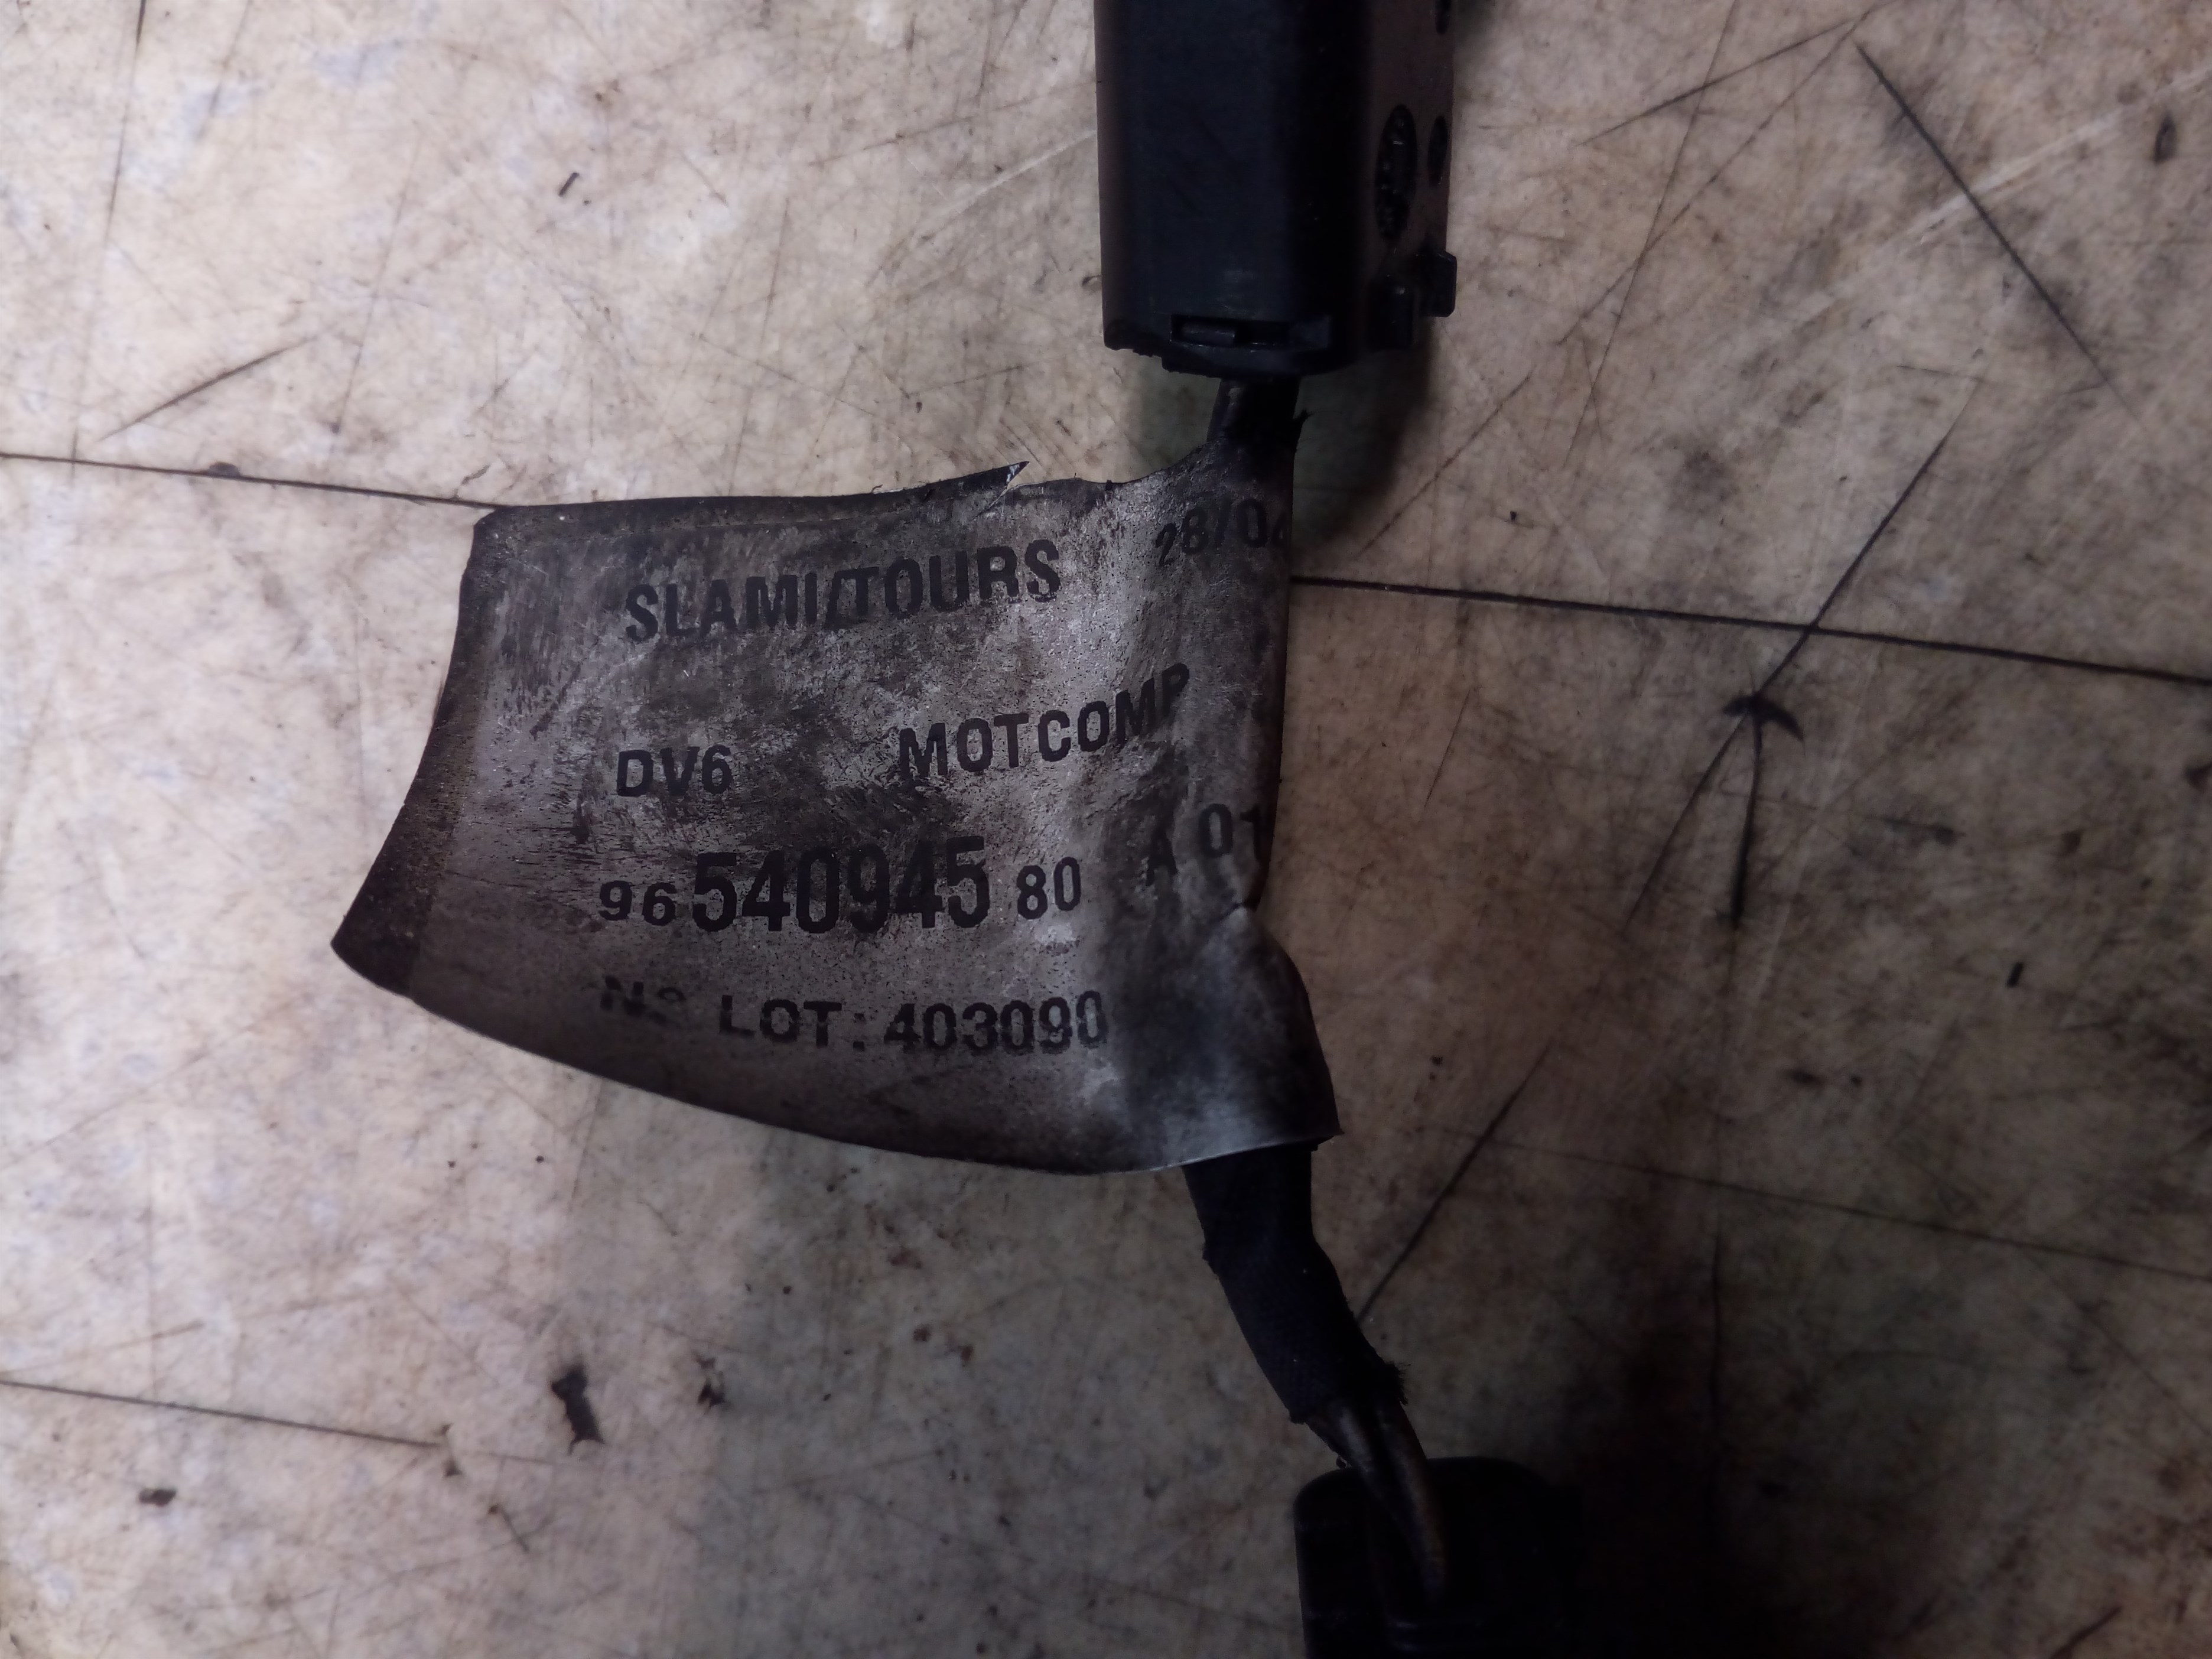 SLAMI/TOURS 28/04
DV6 MOTCOMP
96 540945 80 A 01
N° LOT: 403090